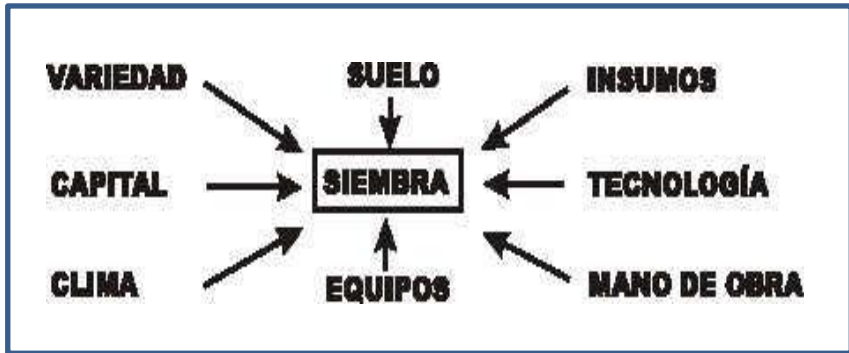 VARIEDAD SUELO INSUMOS
CAPITAL SIEMBRA TECNOLOGÍA
CLIMA EQUIPOS MANO DE OBRA